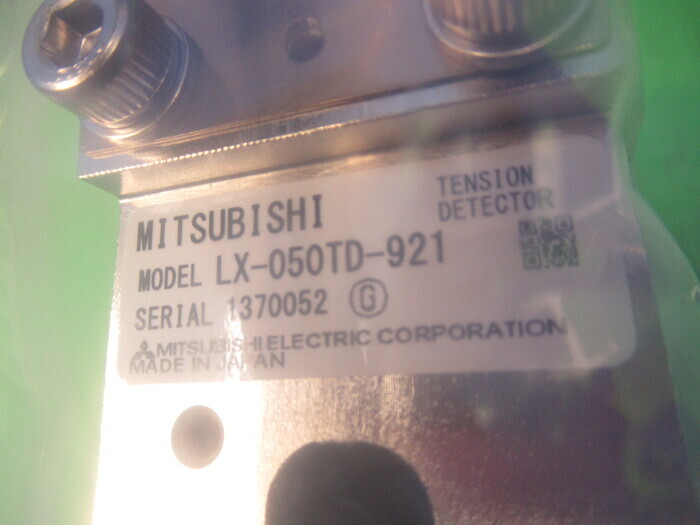 MITSUBISHI
TENSION
DETECTOR
MODEL LX-050TD-921
SERIAL 1370052 G
MITSUBISHI ELECTRIC CORPORATION
MADE IN JAPAN